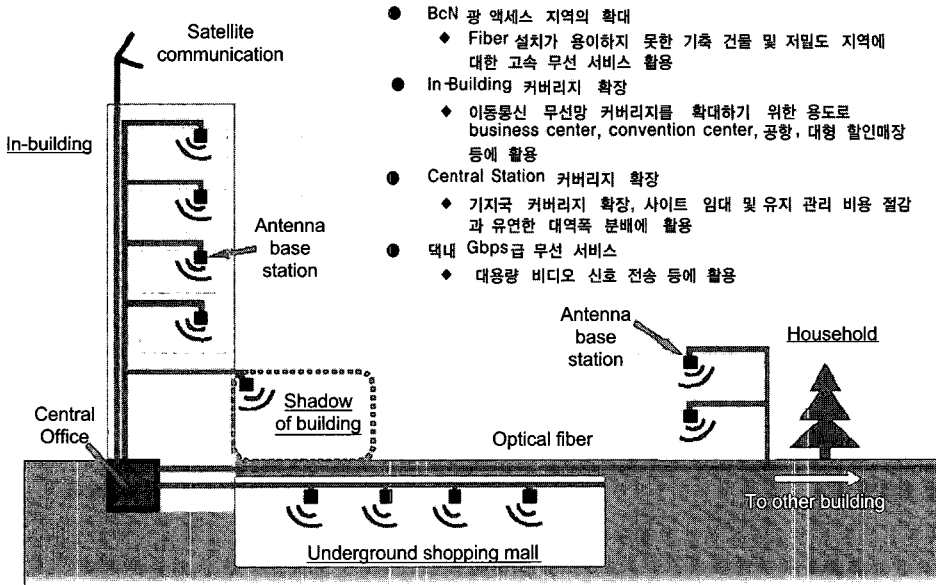 Satellite
communication
In-building
Antenna
base
station
Central
Office
Shadow
of building
Optical fiber
Underground shopping mall
Antenna
base
station
Household
To other building
● BcN 광 액세스 지역의 확대
◆ Fiber 설치가 용이하지 못한 기축 건물 및 저밀도 지역에
대한 고속 무선 서비스 활용
● In-Building 커버리지 확장
◆ 이동통신 무선망 커버리지를 확대하기 위한 용도로
business center, convention center, 공항, 대형 할인매장
등에 활용
● Central Station 커버리지 확장
◆ 기지국 커버리지 확장, 사이트 임대 및 유지 관리 비용 절감
과 유연한 대역폭 분배에 활용
● 댁내 Gbps급 무선 서비스
◆ 대용량 비디오 신호 전송 등에 활용